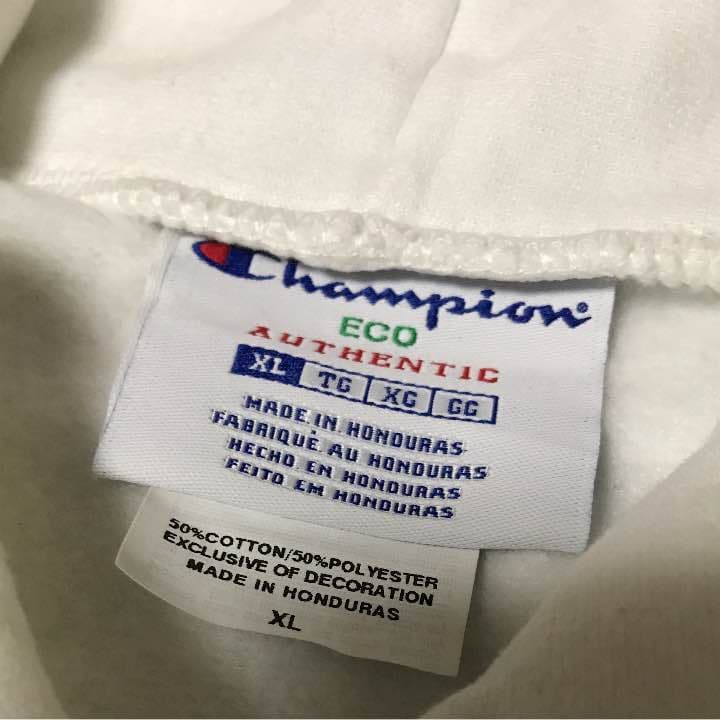 Champion®
ECO
AUTHENTIC
XL TG XG GG
MADE IN HONDURAS
FABRIQUÉ AU HONDURAS
HECHO EN HONDURAS
FEITO EM HONDURAS
50%COTTON/50%POLYESTER
EXCLUSIVE OF DECORATION
MADE IN HONDURAS
XL